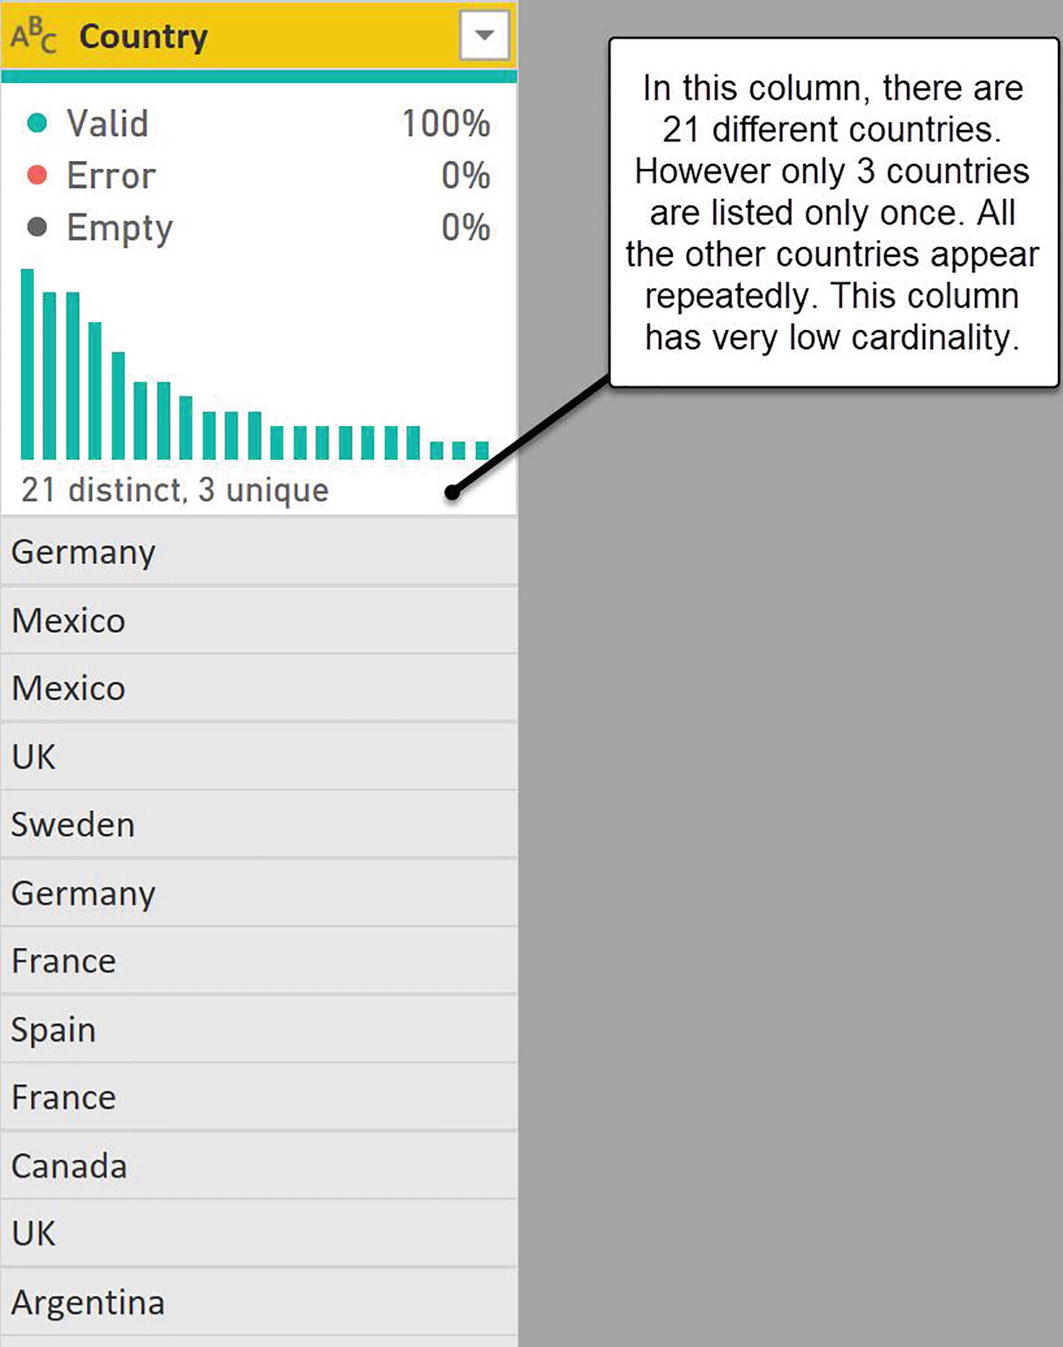 ABC Country
Valid 100%
Error 0%
Empty 0%
21 distinct, 3 unique
Germany
Mexico
Mexico
UK
Sweden
Germany
France
Spain
France
Canada
UK
Argentina
In this column, there are
21 different countries.
However only 3 countries
are listed only once. All
the other countries appear
repeatedly. This column
has very low cardinality.